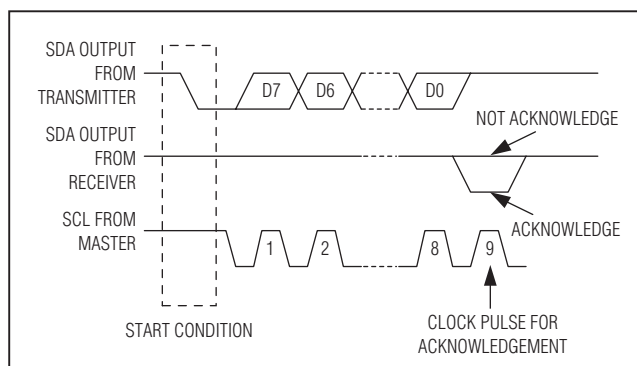 SDA OUTPUT
FROM
TRANSMITTER
D7
D6
D0
NOT ACKNOWLEDGE
SDA OUTPUT
FROM
RECEIVER
ACKNOWLEDGE
SCL FROM
MASTER
1
2
8
9
START CONDITION
CLOCK PULSE FOR
ACKNOWLEDGEMENT